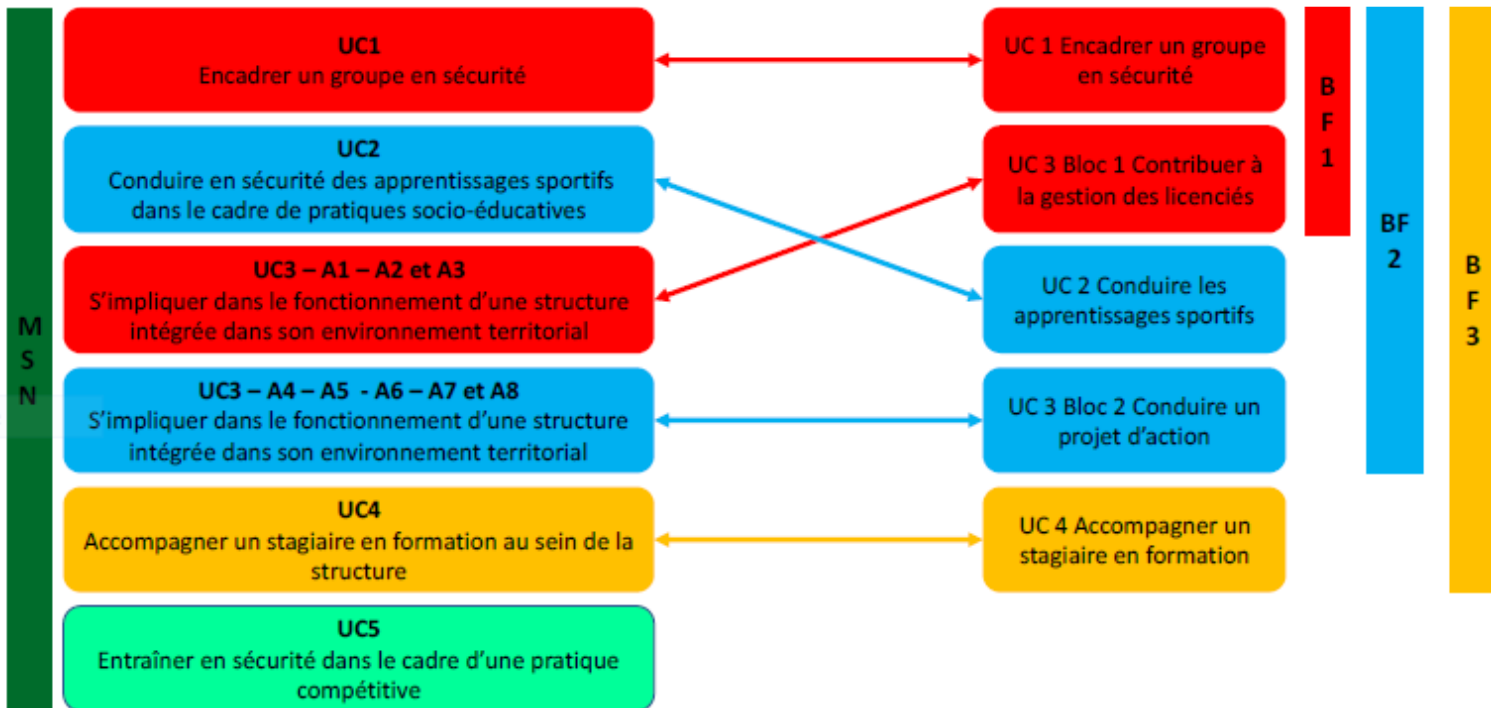 M
S
N
UC1
Encadrer un groupe en sécurité
UC2
Conduire en sécurité des apprentissages sportifs
dans le cadre de pratiques socio-éducatives
UC3 – A1 – A2 et A3
S'impliquer dans le fonctionnement d'une structure
intégrée dans son environnement territorial
UC3 – A4 – A5 - A6 – A7 et A8
S'impliquer dans le fonctionnement d'une structure
intégrée dans son environnement territorial
UC4
Accompagner un stagiaire en formation au sein de la
structure
UC5
Entraîner en sécurité dans le cadre d'une pratique
compétitive
UC 1 Encadrer un groupe
en sécurité
UC 3 Bloc 1 Contribuer à
la gestion des licenciés
UC 2 Conduire les
apprentissages sportifs
UC 3 Bloc 2 Conduire un
projet d'action
UC 4 Accompagner un
stagiaire en formation
B
F
1
BF
2
B
F
3